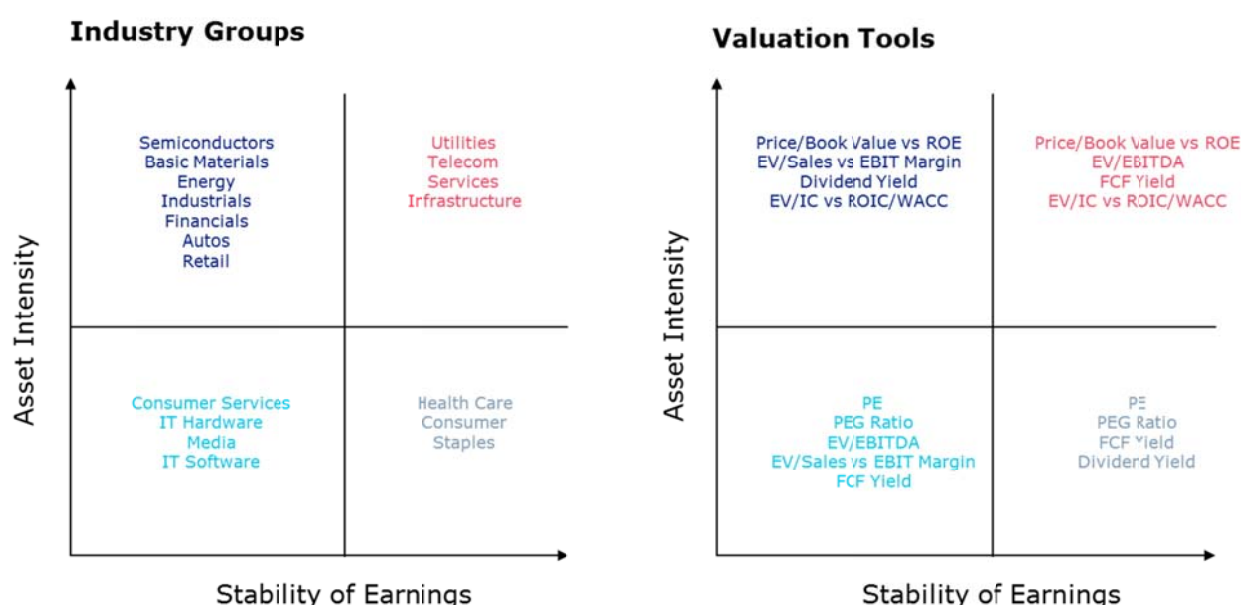 Industry Groups
Asset Intensity
Semiconductors
Basic Materials
Energy
Industrials
Financials
Autos
Retail
Utilities
Telecom
Services
Infrastructure
Consumer Services
IT Hardware
Media
IT Software
Health Care
Consumer
Staples
Stability of Earnings
Valuation Tools
Asset Intensity
Price/Book Value vs ROE
EV/Sales vs EBIT Margin
Dividend Yield
EV/IC vs ROIC/WACC
Price/Book Value vs ROE
EV/EBITDA
FCF Yield
EV/IC vs ROIC/WACC
PE
PEG Ratio
EV/EBITDA
EV/Sales vs EBIT Margin
FCF Yield
PE
PEG Ratio
FCF Yield
Dividend Yield
Stability of Earnings